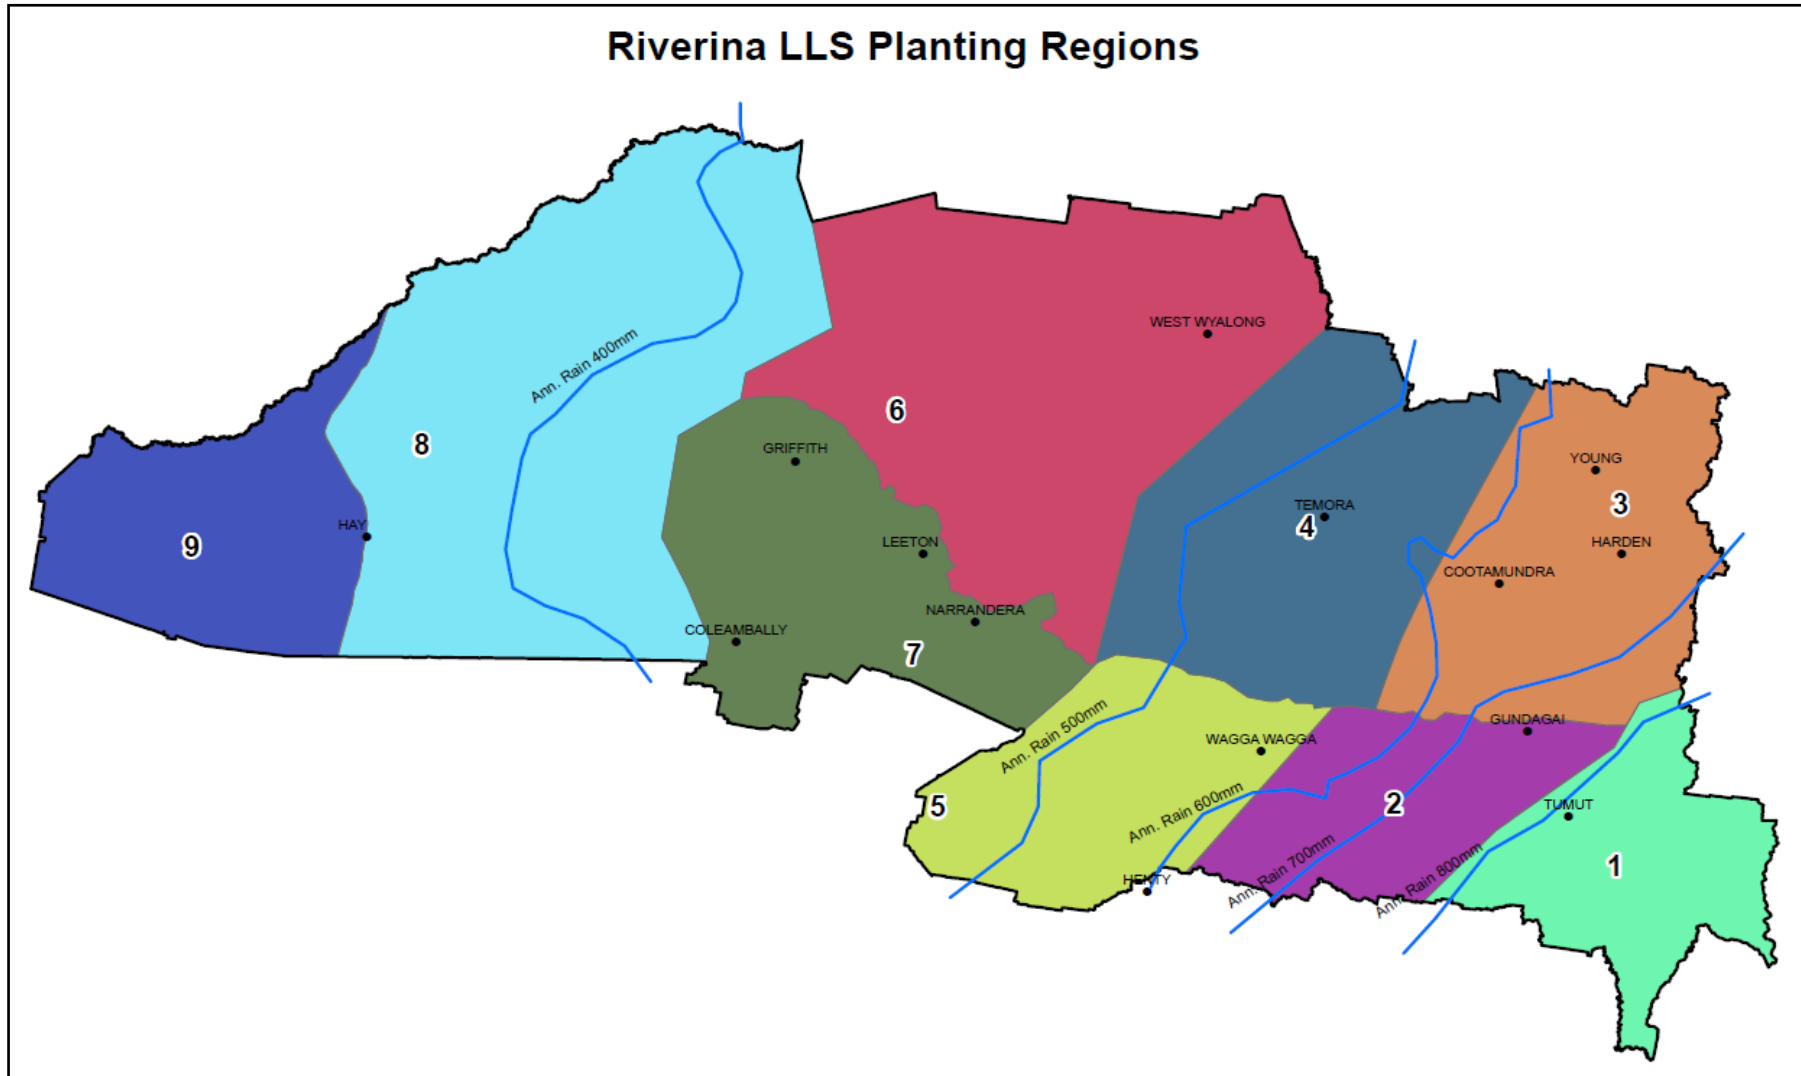 Riverina LLS Planting Regions
Ann. Rain 400mm
WEST WYALONG
6
8
GRIFFITH
YOUNG
3
TEMORA
4
HAY
9
LEETON
HARDEN
COOTAMUNDRA
NARRANDERA
COLEAMBALLY
7
Ann. Rain 500mm
GUNDAGAI
WAGGA WAGGA
5
Ann. Rain 600mm
2
TUMUT
1
HENTY
Ann. Rain 700mm
Ann. Rain 800mm